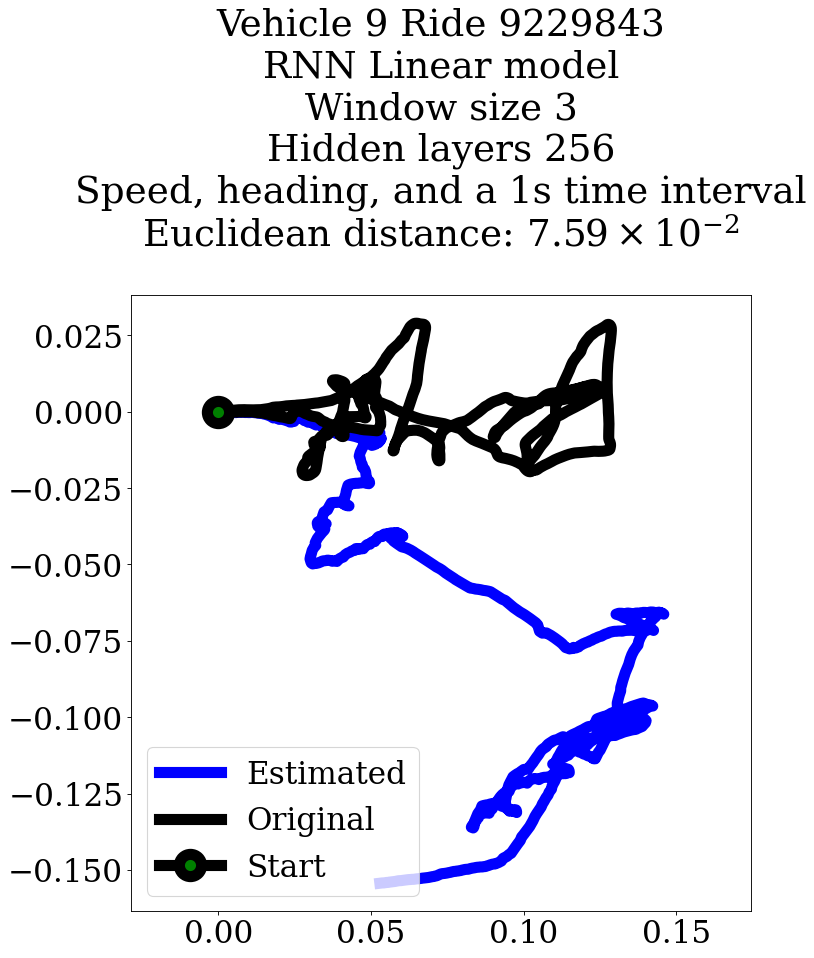 Vehicle 9 Ride 9229843
RNN Linear model
Window size 3
Hidden layers 256
Speed, heading, and a 1s time interval
Euclidean distance: 7.59 × 10⁻²
0.025
0.000
−0.025
−0.050
−0.075
−0.100
−0.125
−0.150
Estimated
Original
Start
0.00 0.05 0.10 0.15